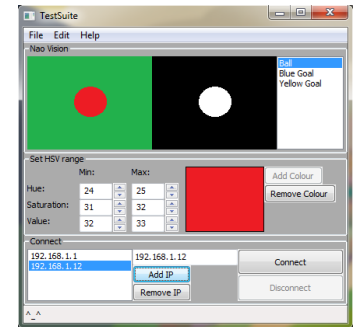 TestSuite
File Edit Help
Nao Vision
Ball
Blue Goal
Yellow Goal
Set HSV range
Min: Max:
Hue: 24 25
Saturation: 31 32
Value: 32 33
Add Colour
Remove Colour
Connect
192.168.1.1
192.168.1.12
192.168.1.12
Add IP
Remove IP
Connect
Disconnect
^_^